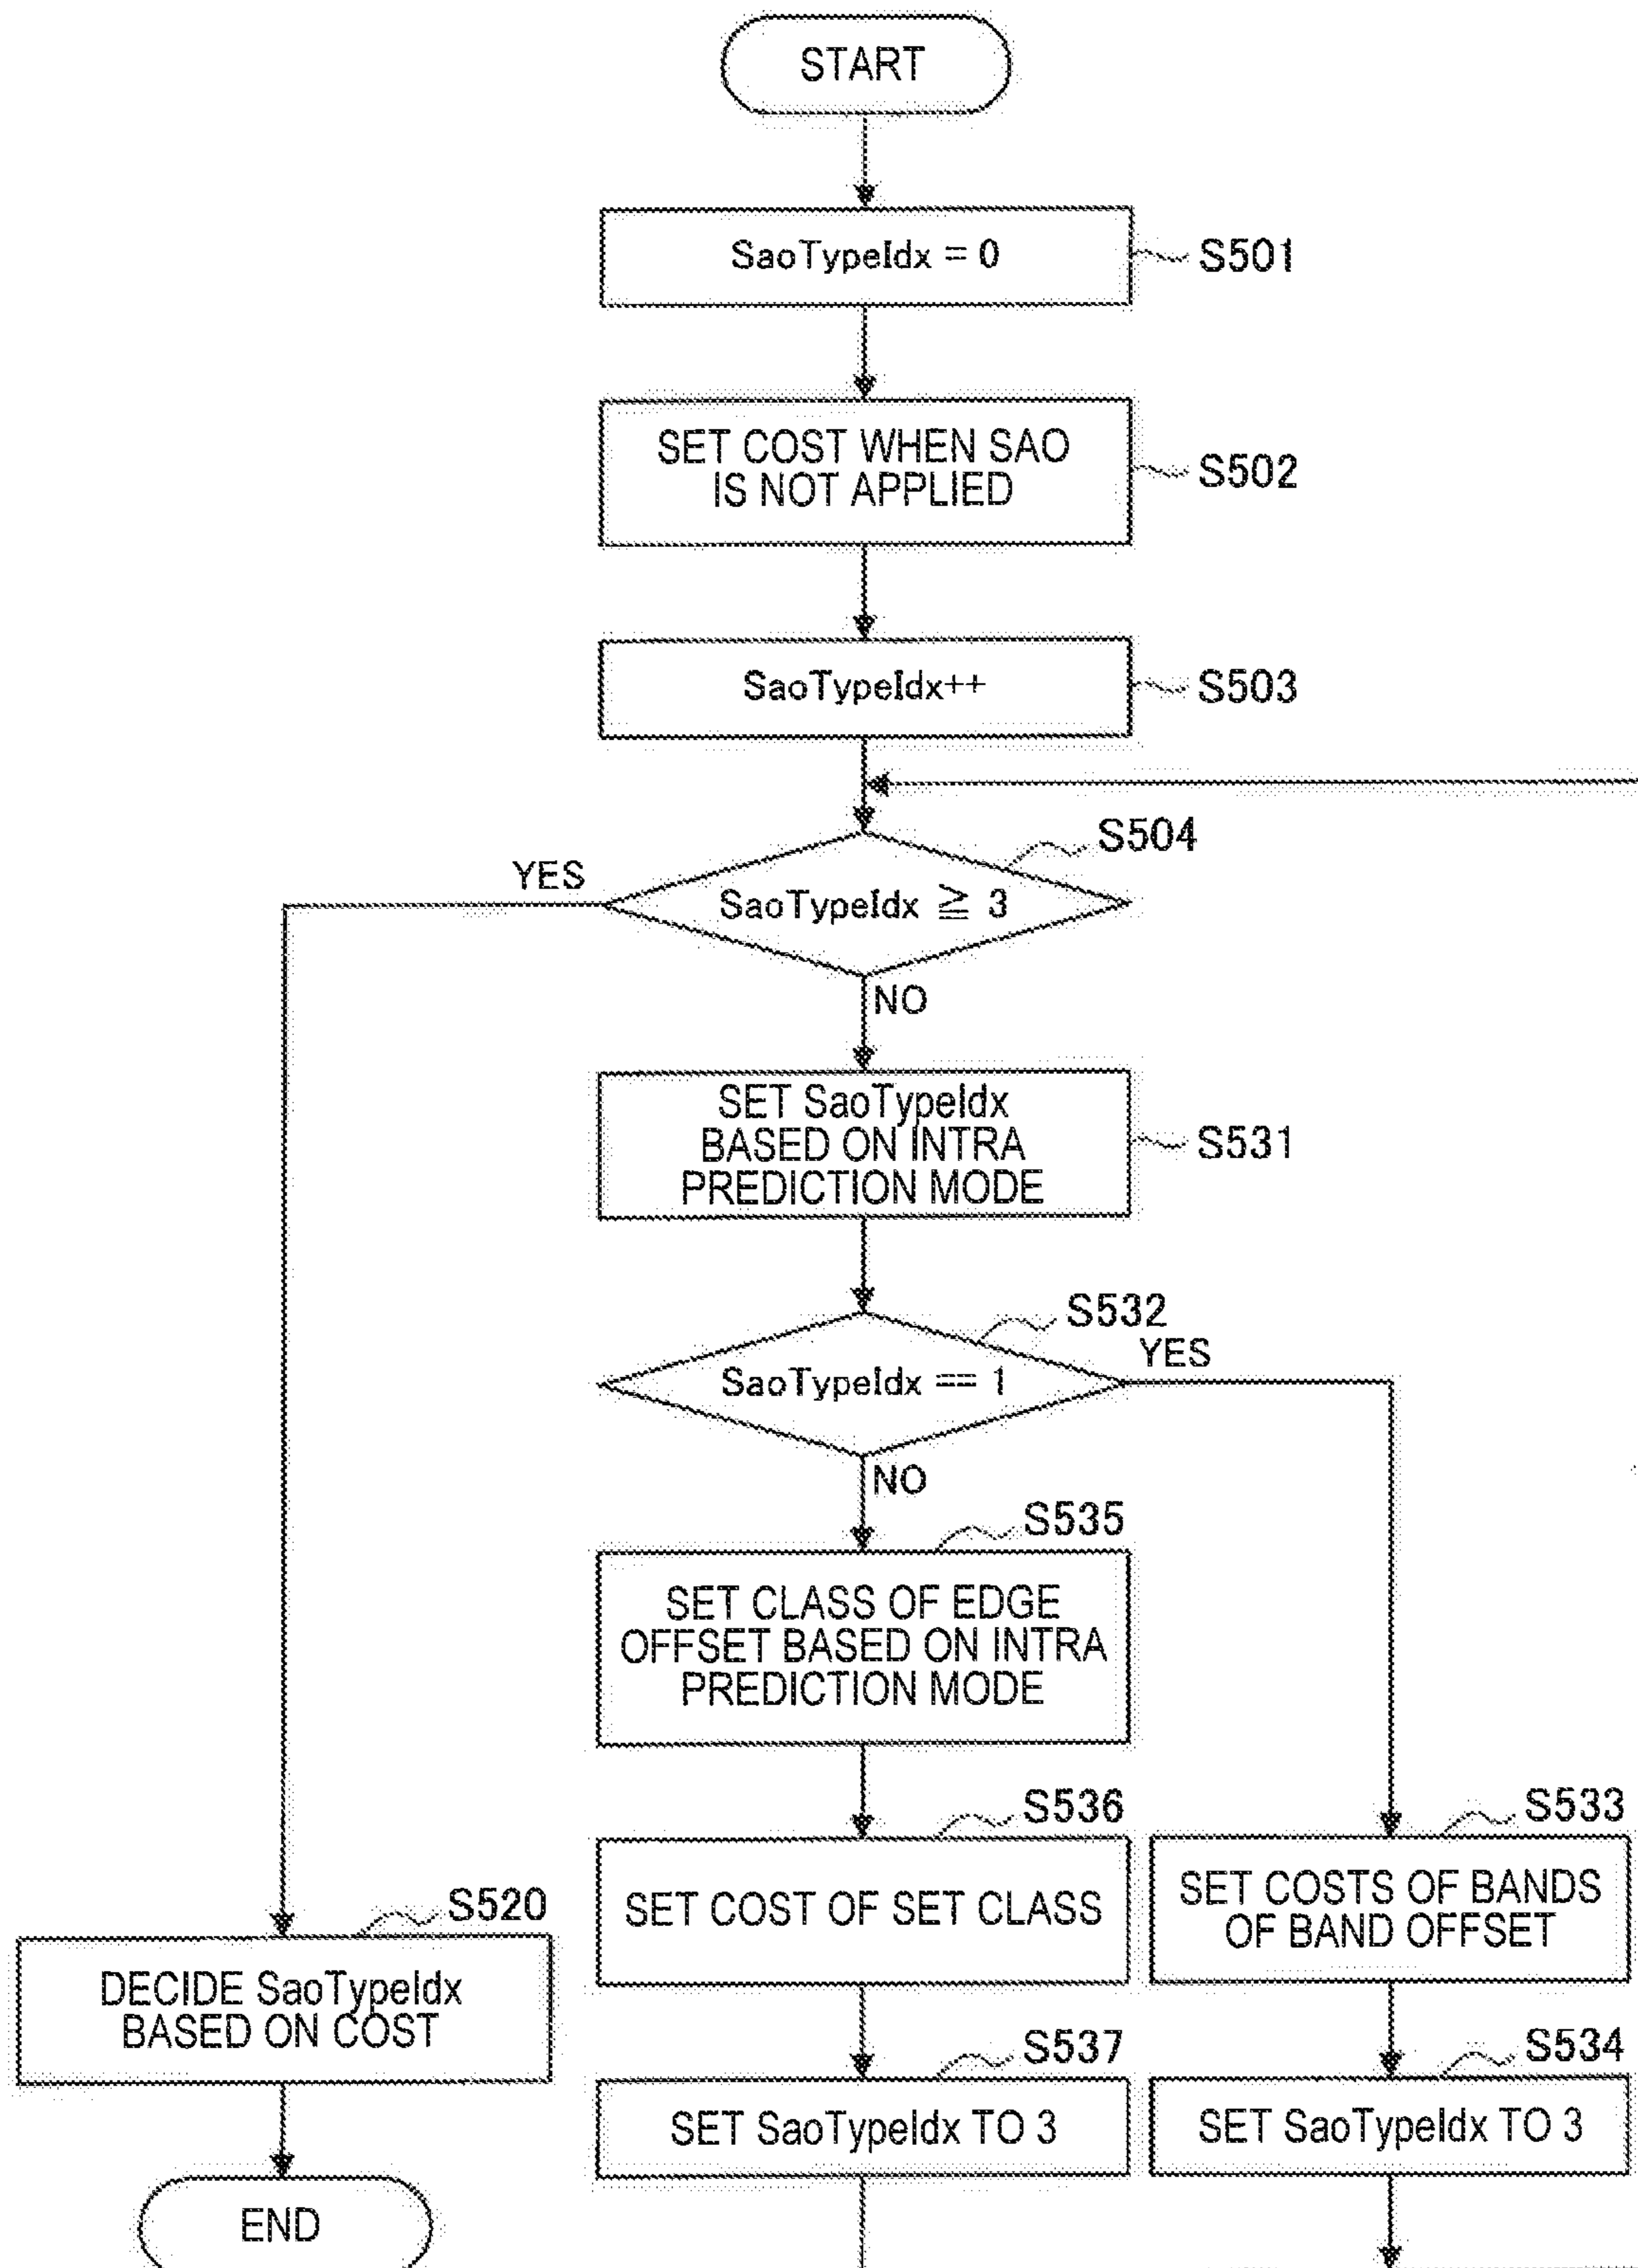 START
SaoTypeIdx = 0
S501
SET COST WHEN SAO
IS NOT APPLIED
S502
SaoTypeIdx++
S503
S504
YES
SaoTypeIdx ≧ 3
NO
SET SaoTypeIdx
BASED ON INTRA
PREDICTION MODE
S531
S532
YES
SaoTypeIdx == 1
NO
S535
SET CLASS OF EDGE
OFFSET BASED ON INTRA
PREDICTION MODE
S536
SET COST OF SET CLASS
S533
SET COSTS OF BANDS
OF BAND OFFSET
S520
DECIDE SaoTypeIdx
BASED ON COST
S537
SET SaoTypeIdx TO 3
S534
SET SaoTypeIdx TO 3
END